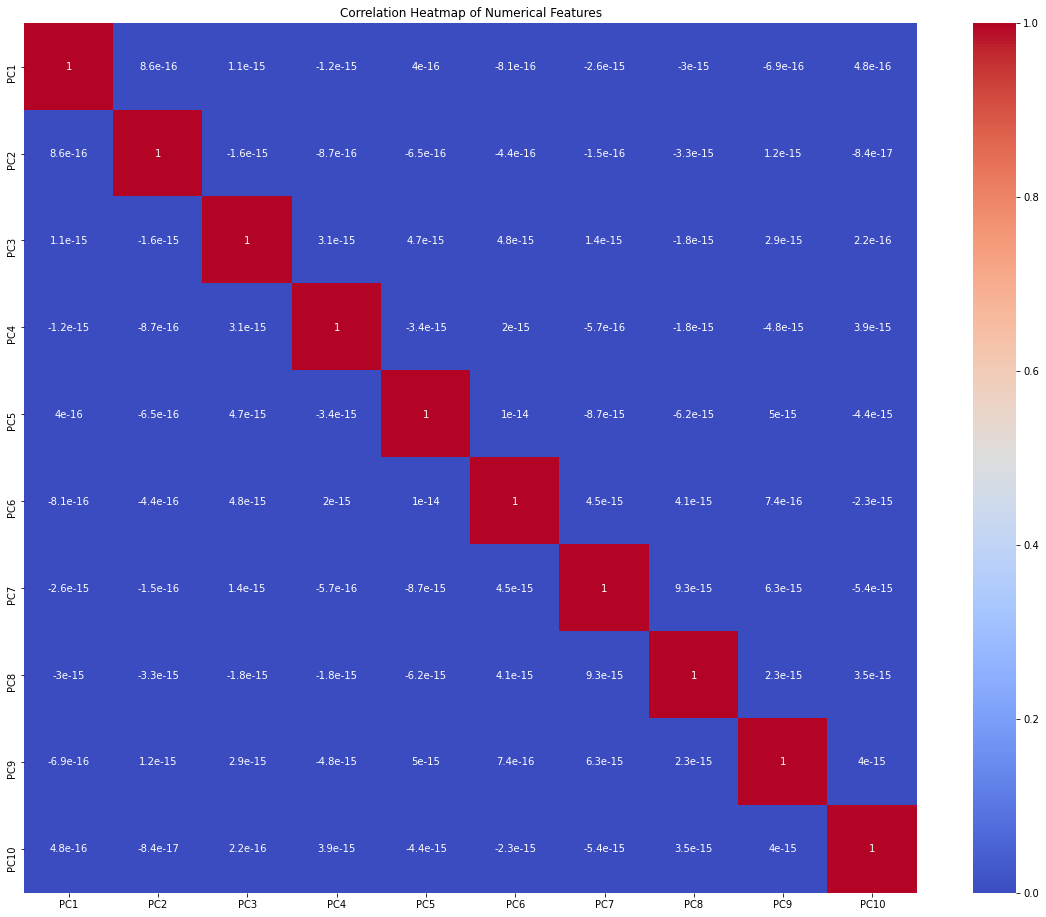 Correlation Heatmap of Numerical Features
PC1 1 8.6e-16 1.1e-15 -1.2e-15 4e-16 -8.1e-16 -2.6e-15 -3e-15 -6.9e-16 4.8e-16
PC2 8.6e-16 1 -1.6e-15 -8.7e-16 -6.5e-16 -4.4e-16 -1.5e-16 -3.3e-15 1.2e-15 -8.4e-17
PC3 1.1e-15 -1.6e-15 1 3.1e-15 4.7e-15 4.8e-15 1.4e-15 -1.8e-15 2.9e-15 2.2e-16
PC4 -1.2e-15 -8.7e-16 3.1e-15 1 -3.4e-15 2e-15 -5.7e-16 -1.8e-15 -4.8e-15 3.9e-15
PC5 4e-16 -6.5e-16 4.7e-15 -3.4e-15 1 1e-14 -8.7e-15 -6.2e-15 5e-15 -4.4e-15
PC6 -8.1e-16 -4.4e-16 4.8e-15 2e-15 1e-14 1 4.5e-15 4.1e-15 7.4e-16 -2.3e-15
PC7 -2.6e-15 -1.5e-16 1.4e-15 -5.7e-16 -8.7e-15 4.5e-15 1 9.3e-15 6.3e-15 -5.4e-15
PC8 -3e-15 -3.3e-15 -1.8e-15 -1.8e-15 -6.2e-15 4.1e-15 9.3e-15 1 2.3e-15 3.5e-15
PC9 -6.9e-16 1.2e-15 2.9e-15 -4.8e-15 5e-15 7.4e-16 6.3e-15 2.3e-15 1 4e-15
PC10 4.8e-16 -8.4e-17 2.2e-16 3.9e-15 -4.4e-15 -2.3e-15 -5.4e-15 3.5e-15 4e-15 1
PC1 PC2 PC3 PC4 PC5 PC6 PC7 PC8 PC9 PC10
1.0
0.8
0.6
0.4
0.2
0.0